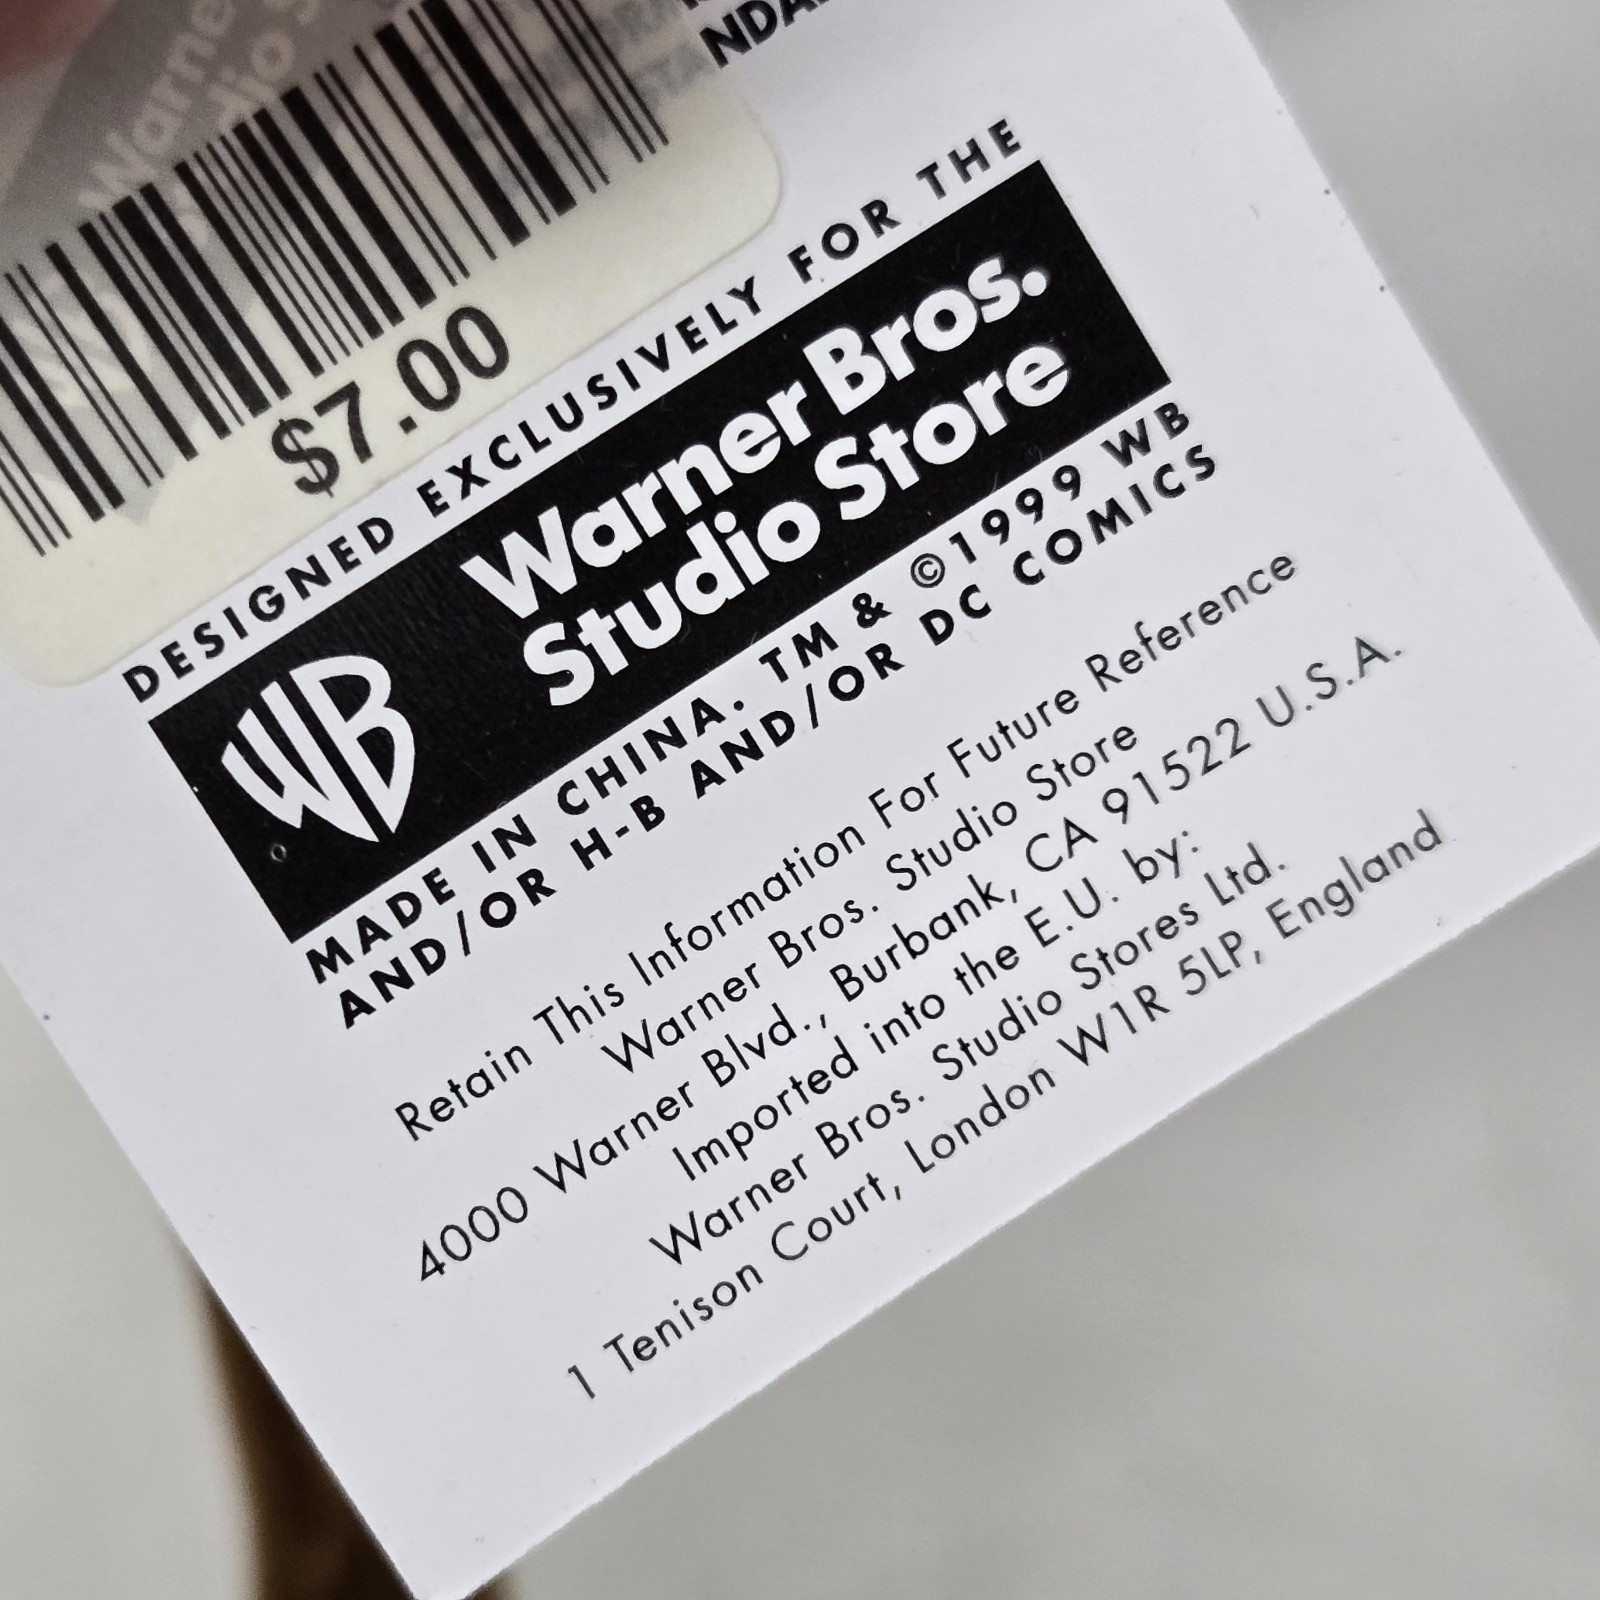 $7.00
DESIGNED EXCLUSIVELY FOR THE
WB Warner Bros.
Studio Store
MADE IN CHINA. TM & ©1999 WB
AND/OR H-B AND/OR DC COMICS
Retain This Information For Future Reference
Warner Bros. Studio Store
4000 Warner Blvd., Burbank, CA 91522 U.S.A.
Imported into the E.U. by:
Warner Bros. Studio Stores Ltd.
1 Tenison Court, London W1R 5LP, England